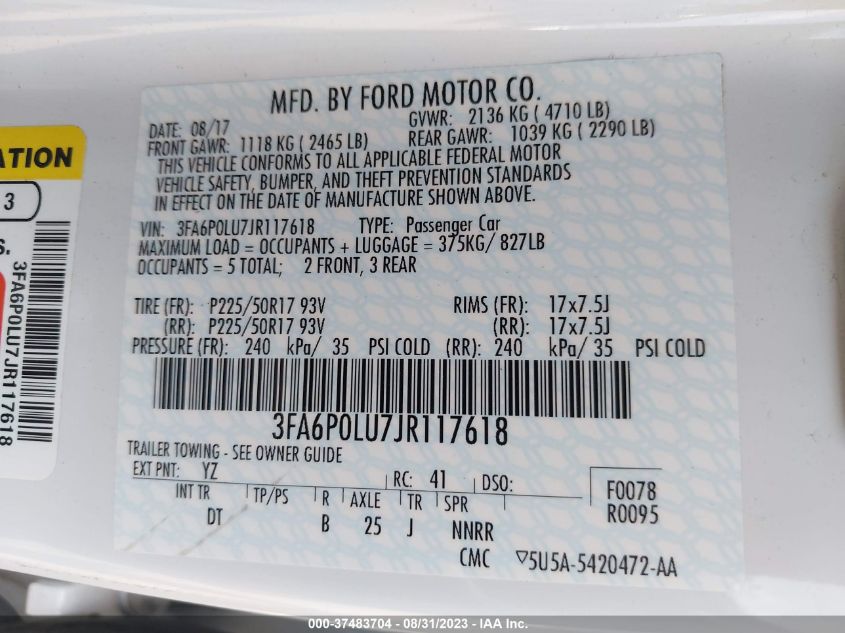 MFD. BY FORD MOTOR CO.
DATE: 08/17
GVWR: 2136 KG ( 4710 LB)
FRONT GAWR: 1118 KG ( 2465 LB)
REAR GAWR: 1039 KG ( 2290 LB)
THIS VEHICLE CONFORMS TO ALL APPLICABLE FEDERAL MOTOR
VEHICLE SAFETY, BUMPER, AND THEFT PREVENTION STANDARDS
IN EFFECT ON THE DATE OF MANUFACTURE SHOWN ABOVE.
VIN: 3FA6P0LU7JR117618 TYPE: Passenger Car
MAXIMUM LOAD = OCCUPANTS + LUGGAGE = 375KG/ 827LB
OCCUPANTS = 5 TOTAL; 2 FRONT, 3 REAR
TIRE (FR): P225/50R17 93V RIMS (FR): 17x7.5J
(RR): P225/50R17 93V (RR): 17x7.5J
PRESSURE (FR): 240 kPa/ 35 PSI COLD (RR): 240 kPa/ 35 PSI COLD
3FA6P0LU7JR117618
TRAILER TOWING - SEE OWNER GUIDE
EXT PNT: YZ RC: 41 DSO:
INT TR TP/PS R AXLE TR SPR
DT B 25 J NNRR
F0078
R0095
CMC ▽5U5A-5420472-AA
ATION
3
S.
3FA6P0LU7JR117618
000-37483704 - 08/31/2023 - IAA Inc.